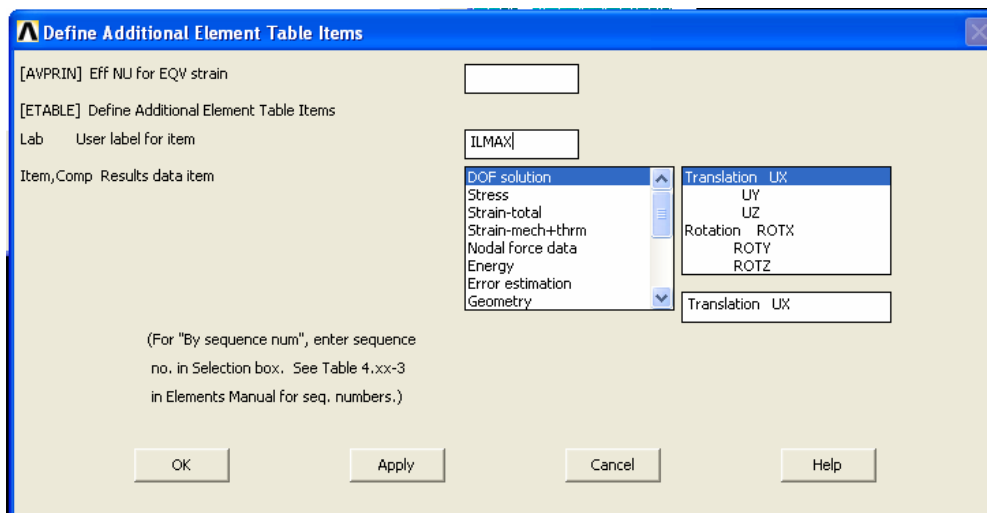 Define Additional Element Table Items
[AVPRIN] Eff NU for EQV strain
[ETABLE] Define Additional Element Table Items
Lab User label for item
ILMAX
Item,Comp Results data item
DOF solution
Stress
Strain-total
Strain-mech+thrm
Nodal force data
Energy
Error estimation
Geometry
Translation UX
UY
UZ
Rotation ROTX
ROTY
ROTZ
Translation UX
(For "By sequence num", enter sequence
no. in Selection box. See Table 4.xx-3
in Elements Manual for seq. numbers.)
OK
Apply
Cancel
Help